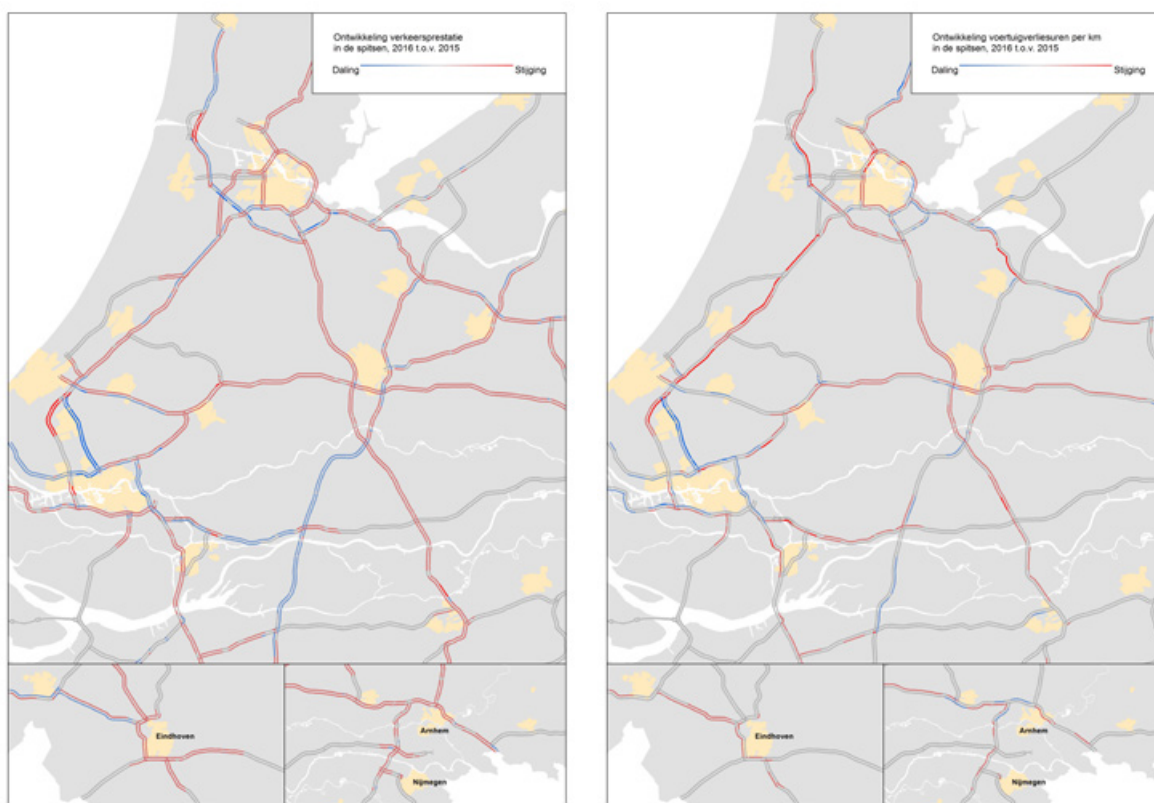 Ontwikkeling verkeersprestatie
in de spitsen, 2016 t.o.v. 2015
Daling Stijging
Eindhoven
Arnhem
Nijmegen
Ontwikkeling voertuigverliesuren per km
in de spitsen, 2016 t.o.v. 2015
Daling Stijging
Eindhoven
Arnhem
Nijmegen